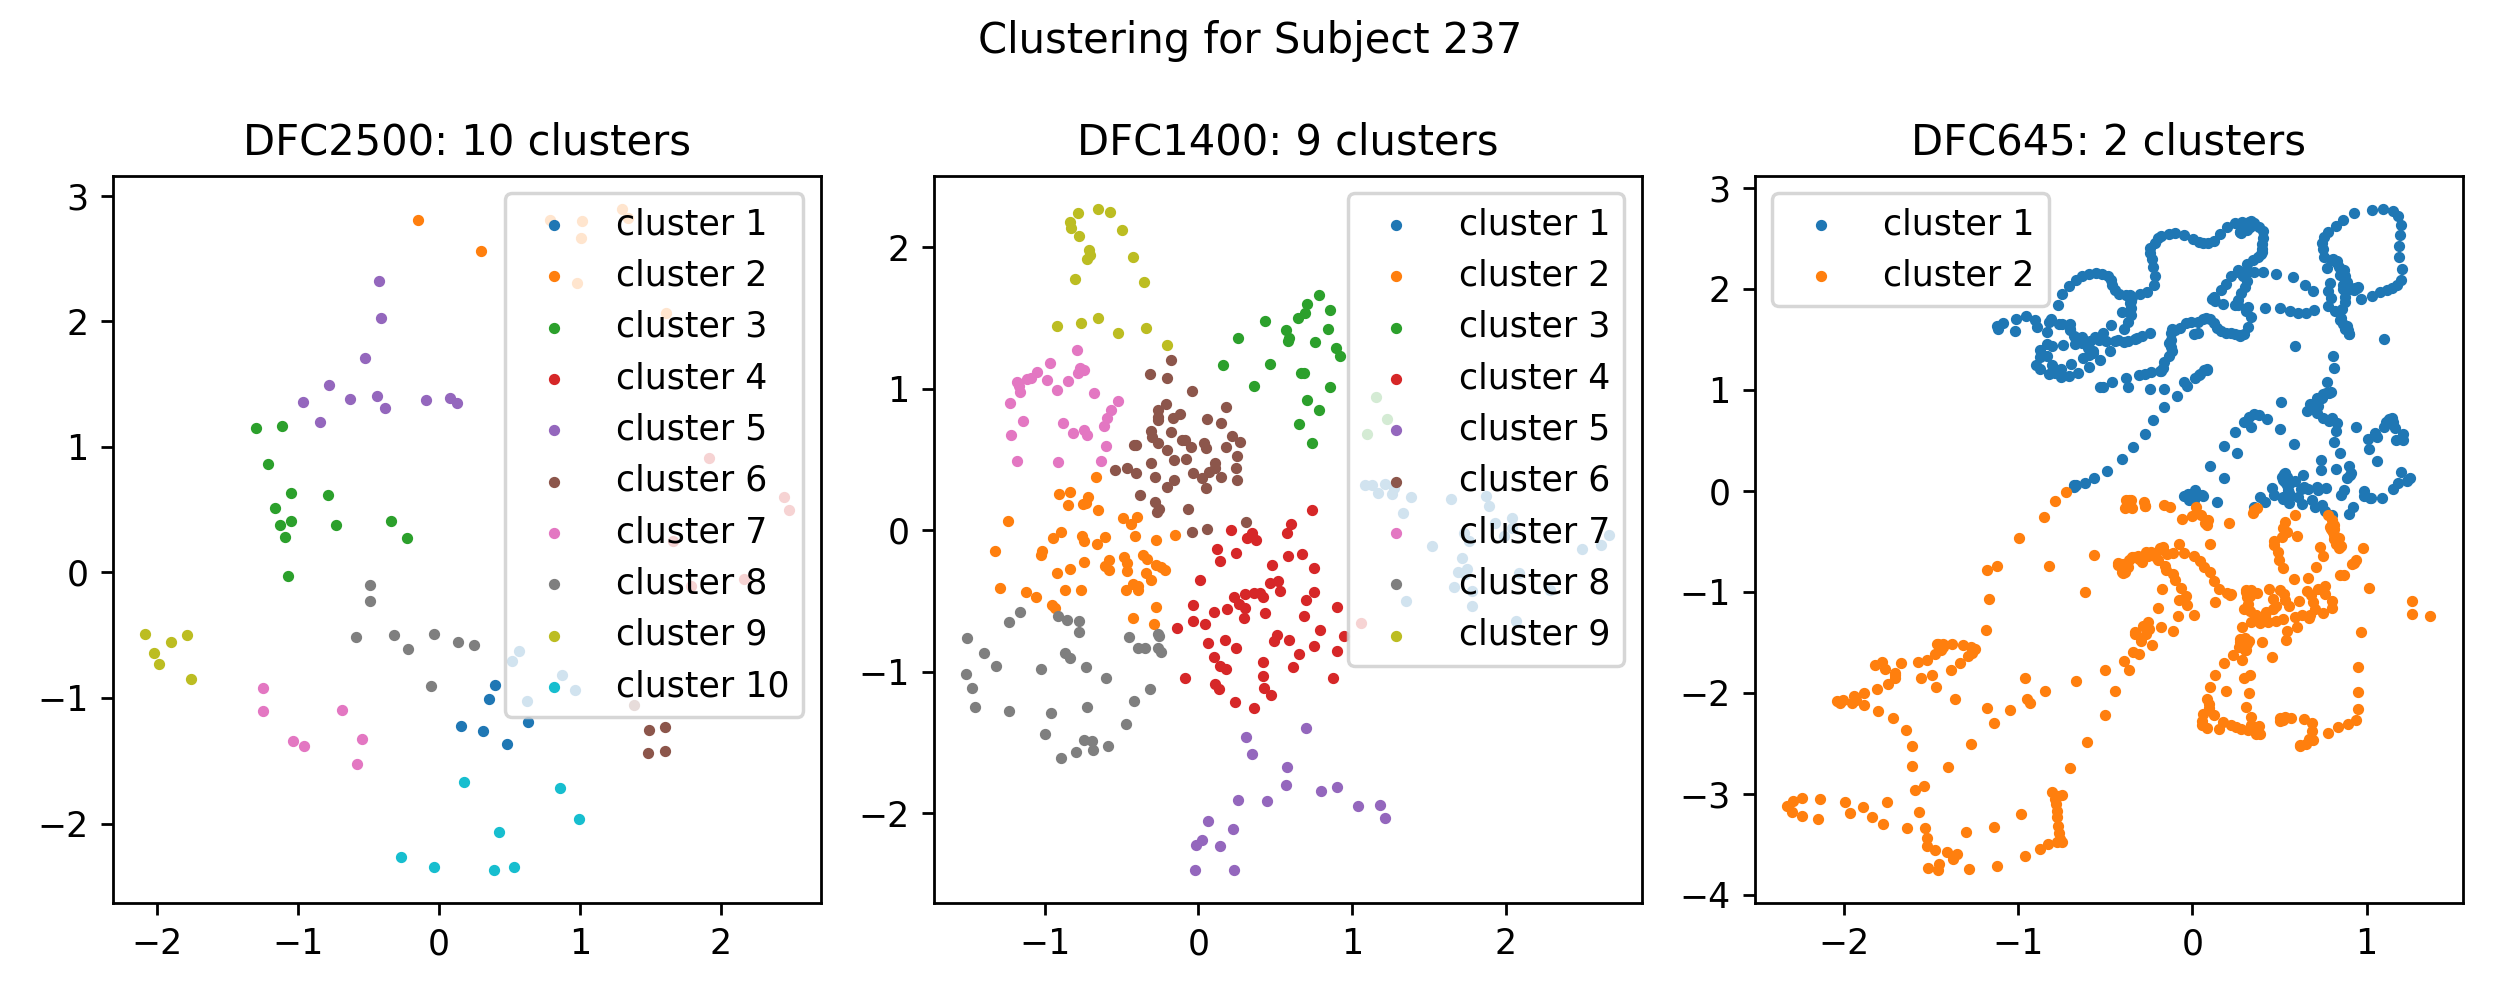 Clustering for Subject 237
DFC2500: 10 clusters
3
2
1
0
−1
−2
−2
−1
0
1
2
cluster 1
cluster 2
cluster 3
cluster 4
cluster 5
cluster 6
cluster 7
cluster 8
cluster 9
cluster 10
DFC1400: 9 clusters
2
1
0
−1
−2
−1
0
1
2
cluster 1
cluster 2
cluster 3
cluster 4
cluster 5
cluster 6
cluster 7
cluster 8
cluster 9
DFC645: 2 clusters
3
2
1
0
−1
−2
−3
−4
−2
−1
0
1
cluster 1
cluster 2